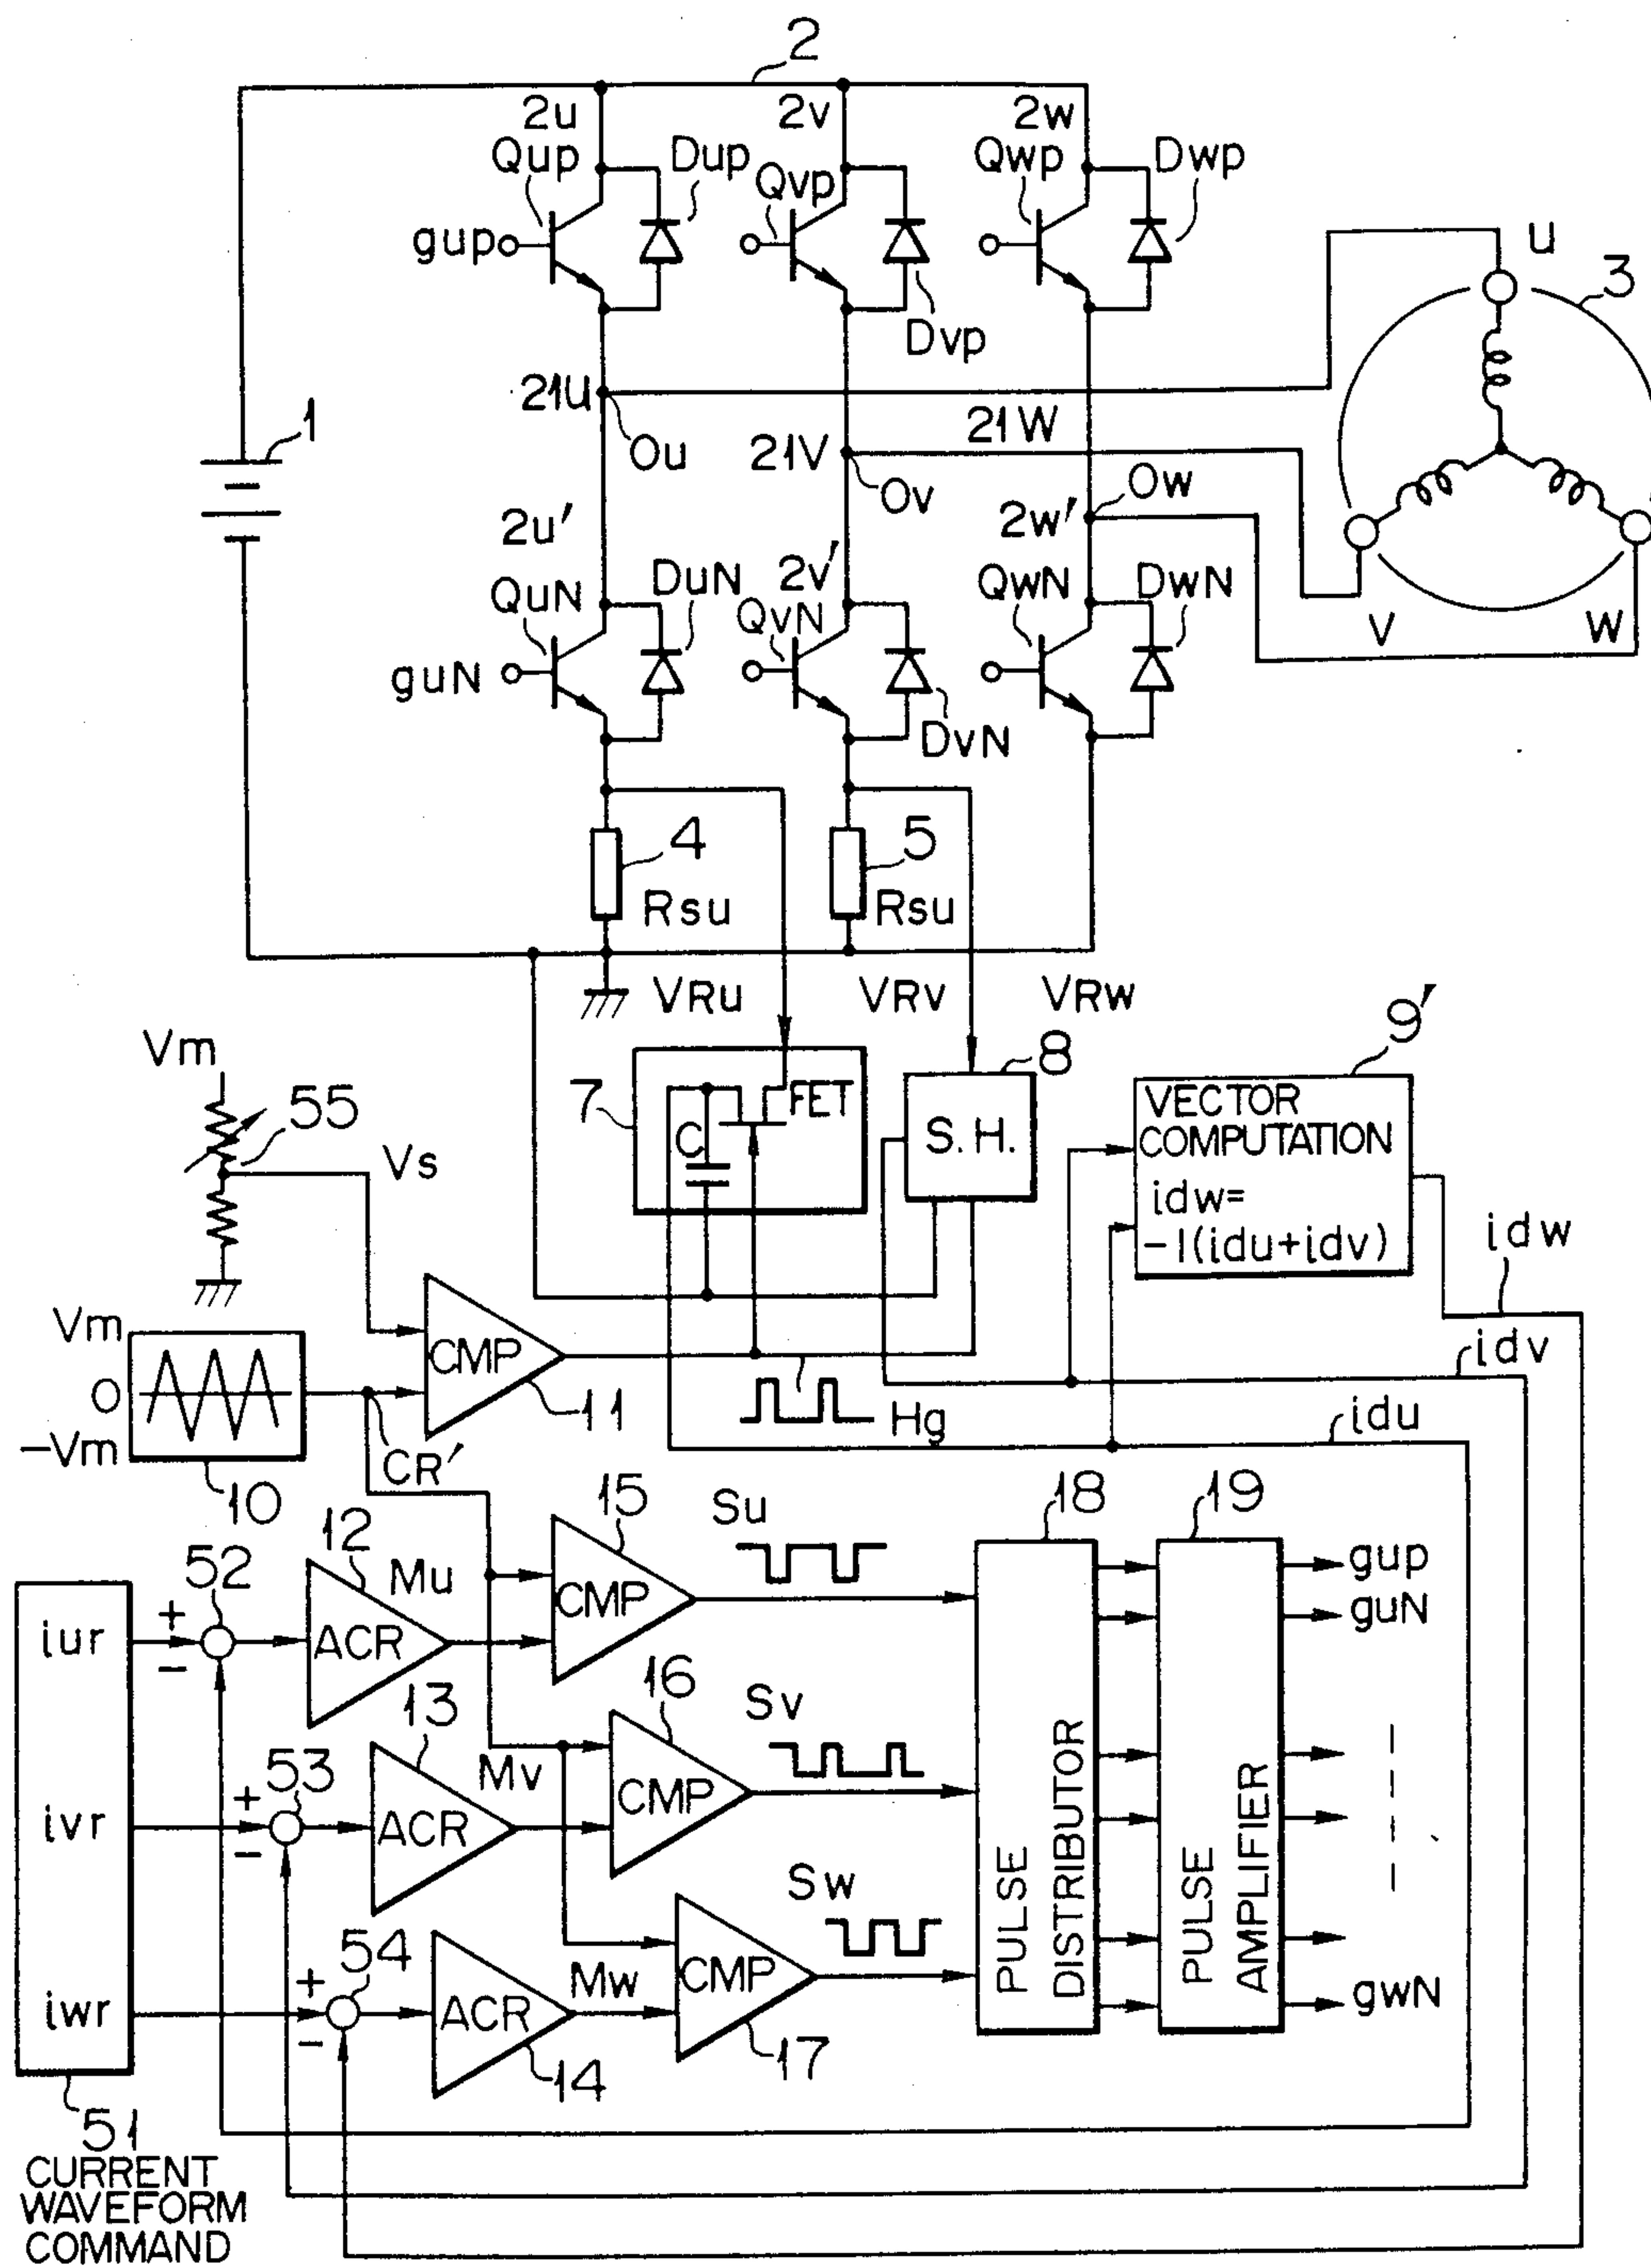 2
2u
2v
2w
Qup
Dup
Qvp
Qwp
Dwp
gup
u
3
Dvp
21u
21W
1
Ou
21V
Ov
Ow
2u'
2w'
2v'
QuN
DuN
QvN
QwN
DwN
v
w
guN
DvN
4
5
Rsu
Rsu
VRu
VRv
VRw
9'
Vm
8
7
FET
VECTOR
COMPUTATION
55
C
S.H.
Vs
idw=
-1(idu+idv)
idw
Vm
CMP
idv
0
11
Hg
idu
-Vm
CR'
10
15
Su
18
19
12
52
Mu
gup
+
CMP
guN
iur
ACR
-
16
13
Sv
53
Mv
+
CMP
ivr
ACR
-
Sw
PULSE
DISTRIBUTOR
PULSE
AMPLIFIER
54
+
Mw
CMP
iwr
ACR
gwN
-
17
14
51
CURRENT
WAVEFORM
COMMAND